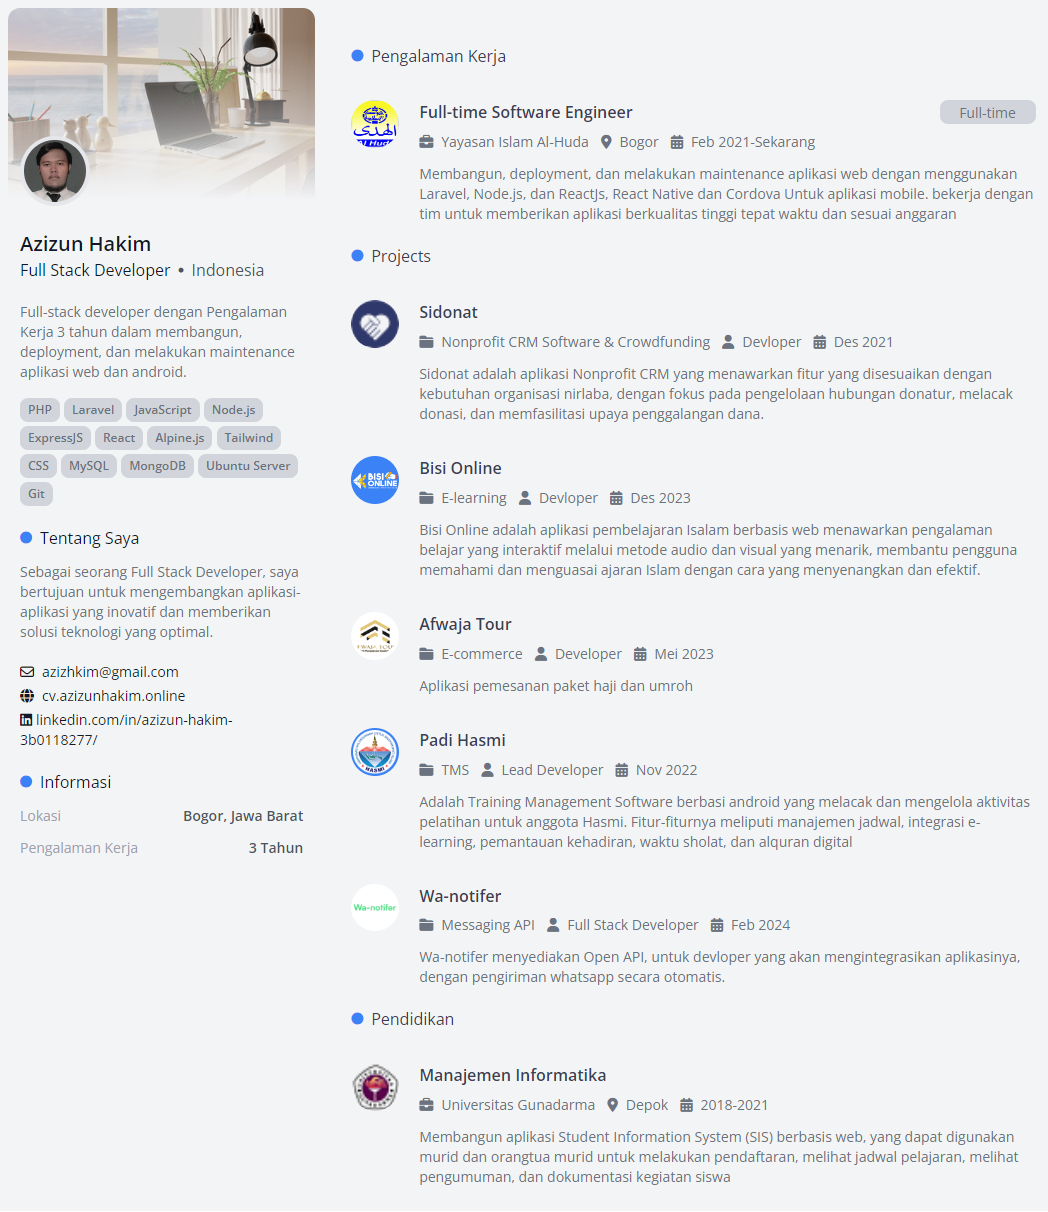 Azizun Hakim
Full Stack Developer • Indonesia
Full-stack developer dengan Pengalaman
Kerja 3 tahun dalam membangun,
deployment, dan melakukan maintenance
aplikasi web dan android.
PHP Laravel JavaScript Node.js
ExpressJS React Alpine.js Tailwind
CSS MySQL MongoDB Ubuntu Server
Git
Tentang Saya
Sebagai seorang Full Stack Developer, saya
bertujuan untuk mengembangkan aplikasi-
aplikasi yang inovatif dan memberikan
solusi teknologi yang optimal.
azizhkim@gmail.com
cv.azizunhakim.online
linkedin.com/in/azizun-hakim-
3b0118277/
Informasi
Lokasi Bogor, Jawa Barat
Pengalaman Kerja 3 Tahun
Pengalaman Kerja
الهدى
Al Huda
Full-time Software Engineer Full-time
Yayasan Islam Al-Huda Bogor Feb 2021-Sekarang
Membangun, deployment, dan melakukan maintenance aplikasi web dengan menggunakan
Laravel, Node.js, dan ReactJs, React Native dan Cordova Untuk aplikasi mobile. bekerja dengan
tim untuk memberikan aplikasi berkualitas tinggi tepat waktu dan sesuai anggaran
Projects
Sidonat
Nonprofit CRM Software & Crowdfunding Devloper Des 2021
Sidonat adalah aplikasi Nonprofit CRM yang menawarkan fitur yang disesuaikan dengan
kebutuhan organisasi nirlaba, dengan fokus pada pengelolaan hubungan donatur, melacak
donasi, dan memfasilitasi upaya penggalangan dana.
BISI
ONLINE
Bisi Online
E-learning Devloper Des 2023
Bisi Online adalah aplikasi pembelajaran Isalam berbasis web menawarkan pengalaman
belajar yang interaktif melalui metode audio dan visual yang menarik, membantu pengguna
memahami dan menguasai ajaran Islam dengan cara yang menyenangkan dan efektif.
Afwaja Tour
E-commerce Developer Mei 2023
Aplikasi pemesanan paket haji dan umroh
HASMI
Padi Hasmi
TMS Lead Developer Nov 2022
Adalah Training Management Software berbasi android yang melacak dan mengelola aktivitas
pelatihan untuk anggota Hasmi. Fitur-fiturnya meliputi manajemen jadwal, integrasi e-
learning, pemantauan kehadiran, waktu sholat, dan alquran digital
Wa-notifer
Wa-notifer
Messaging API Full Stack Developer Feb 2024
Wa-notifer menyediakan Open API, untuk devloper yang akan mengintegrasikan aplikasinya,
dengan pengiriman whatsapp secara otomatis.
Pendidikan
Manajemen Informatika
Universitas Gunadarma Depok 2018-2021
Membangun aplikasi Student Information System (SIS) berbasis web, yang dapat digunakan
murid dan orangtua murid untuk melakukan pendaftaran, melihat jadwal pelajaran, melihat
pengumuman, dan dokumentasi kegiatan siswa